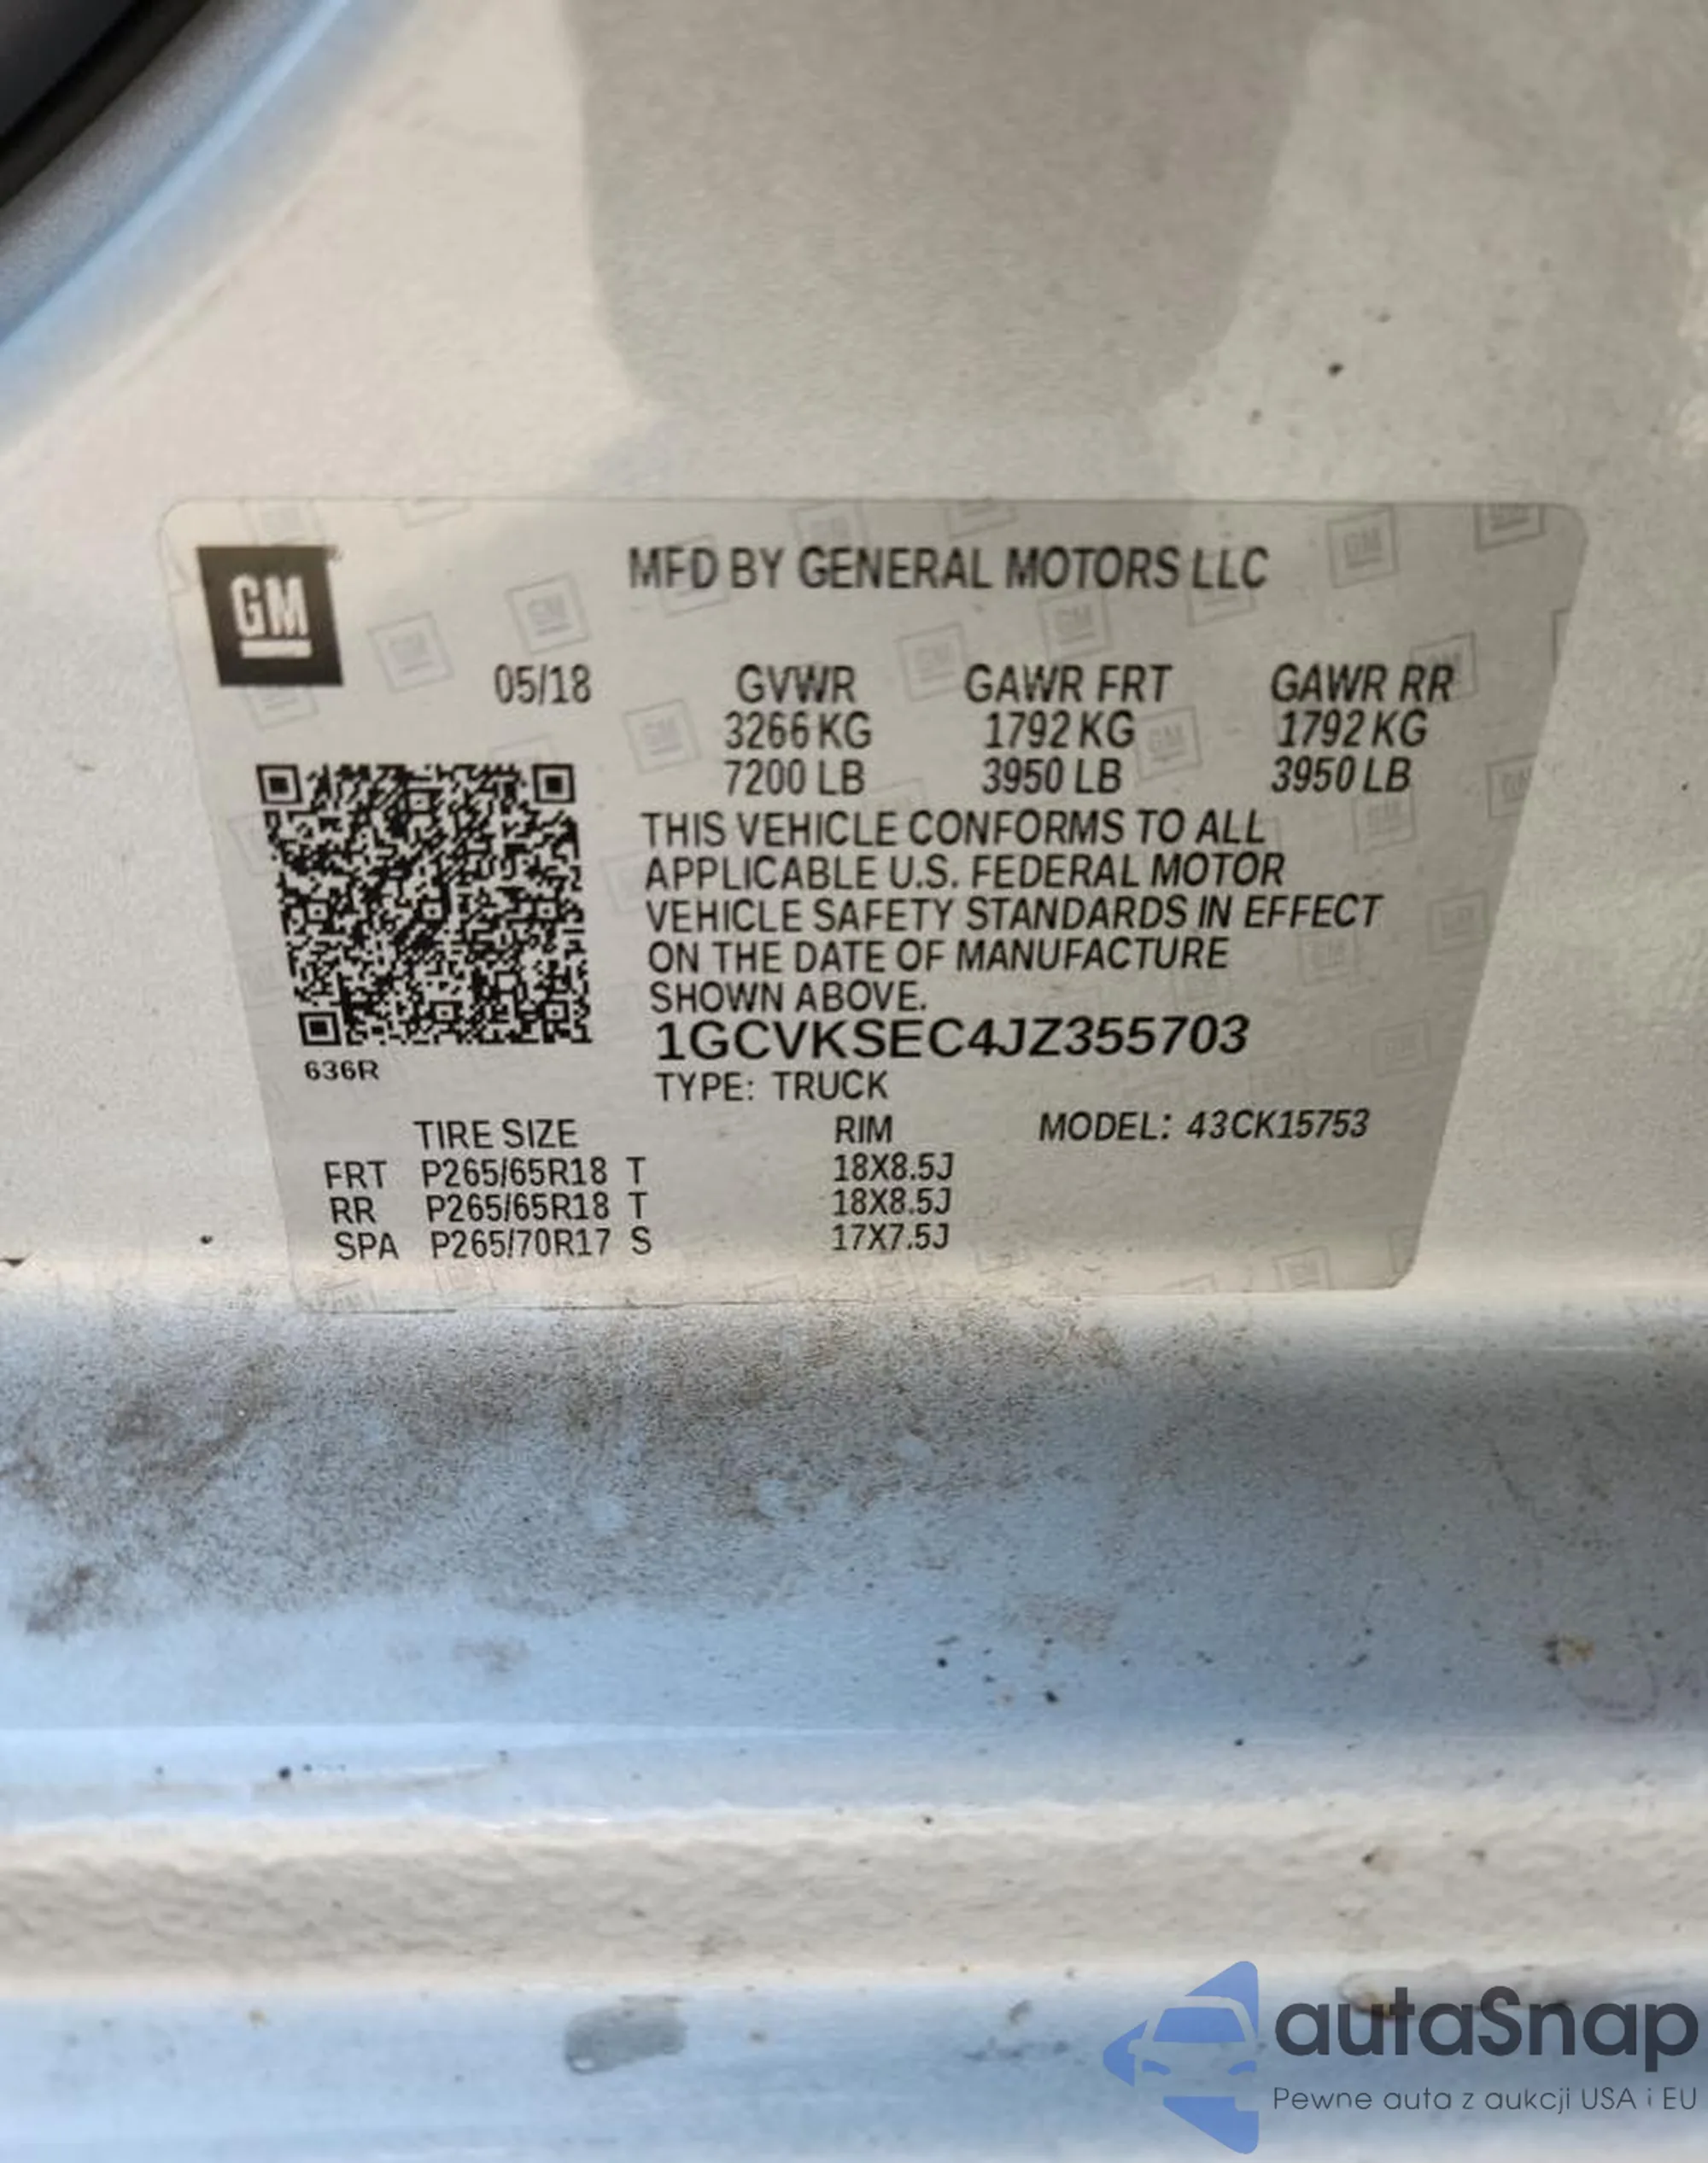 GM
MFD BY GENERAL MOTORS LLC
05/18 GVWR GAWR FRT GAWR RR
3266 KG 1792 KG 1792 KG
7200 LB 3950 LB 3950 LB
THIS VEHICLE CONFORMS TO ALL
APPLICABLE U.S. FEDERAL MOTOR
VEHICLE SAFETY STANDARDS IN EFFECT
ON THE DATE OF MANUFACTURE
SHOWN ABOVE.
1GCVKSEC4JZ355703
636R
TYPE: TRUCK
TIRE SIZE RIM MODEL: 43CK15753
FRT P265/65R18 T 18X8.5J
RR P265/65R18 T 18X8.5J
SPA P265/70R17 S 17X7.5J
autaSnap
Pewne auta z aukcji USA i EU